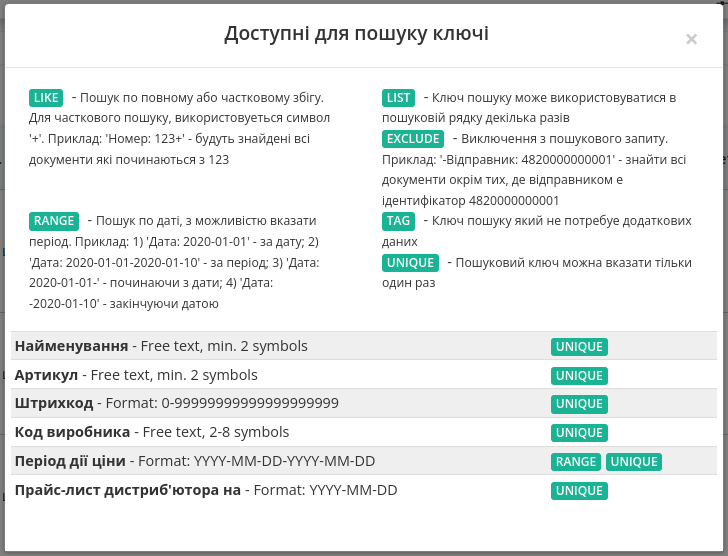 Доступні для пошуку ключі
×
LIKE - Пошук по повному або частковому збігу.
Для часткового пошуку, використовується символ
'+'. Приклад: 'Номер: 123+' - будуть знайдені всі
документи які починаються з 123
LIST - Ключ пошуку може використовуватися в
пошуковій рядку декілька разів
EXCLUDE - Виключення з пошукового запиту.
Приклад: '-Відправник: 4820000000001' - знайти всі
документи окрім тих, де відправником е
ідентифікатор 4820000000001
RANGE - Пошук по даті, з можливістю вказати
період. Приклад: 1) 'Дата: 2020-01-01' - за дату; 2)
'Дата: 2020-01-01-2020-01-10' - за період; 3) 'Дата:
2020-01-01-' - починаючи з дати; 4) 'Дата:
-2020-01-10' - закінчуючи датою
TAG - Ключ пошуку який не потребує додаткових
даних
UNIQUE - Пошуковий ключ можна вказати тільки
один раз
Найменування - Free text, min. 2 symbols UNIQUE
Артикул - Free text, min. 2 symbols UNIQUE
Штрихкод - Format: 0-99999999999999999999 UNIQUE
Код виробника - Free text, 2-8 symbols UNIQUE
Період дії ціни - Format: YYYY-MM-DD-YYYY-MM-DD RANGE UNIQUE
Прайс-лист дистриб'ютора на - Format: YYYY-MM-DD UNIQUE